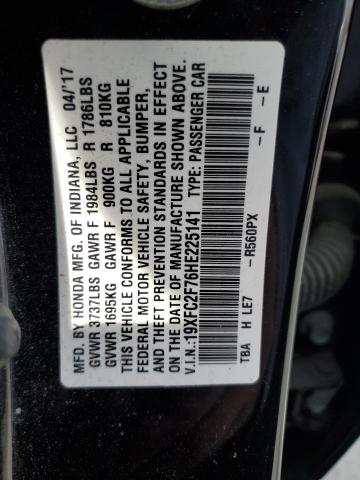 MFD. BY HONDA MFG. OF INDIANA, LLC 04/'17
GVWR 3737LBS GAWR F 1984LBS R 1786LBS
GVWR 1695KG GAWR F 900KG R 810KG
THIS VEHICLE CONFORMS TO ALL APPLICABLE
FEDERAL MOTOR VEHICLE SAFETY, BUMPER,
AND THEFT PREVENTION STANDARDS IN EFFECT
ON THE DATE OF MANUFACTURE SHOWN ABOVE.
V.I.N.:19XFC2F76HE225141 TYPE: PASSENGER CAR
TBA H LE7 -R560PX -F -E